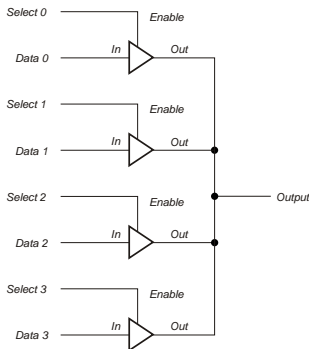 Select 0
Enable
Data 0
In
Out
Select 1
Enable
Data 1
In
Out
Output
Select 2
Enable
Data 2
In
Out
Select 3
Enable
Data 3
In
Out